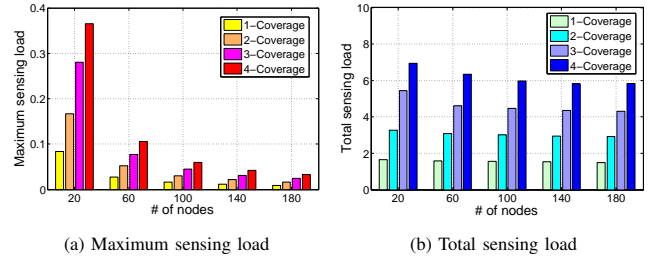 Maximum sensing load
0.4
0.3
0.2
0.1
0
20
60
100
140
180
# of nodes
1−Coverage
2−Coverage
3−Coverage
4−Coverage
(a) Maximum sensing load
Total sensing load
10
8
6
4
2
0
20
60
100
140
180
# of nodes
1−Coverage
2−Coverage
3−Coverage
4−Coverage
(b) Total sensing load